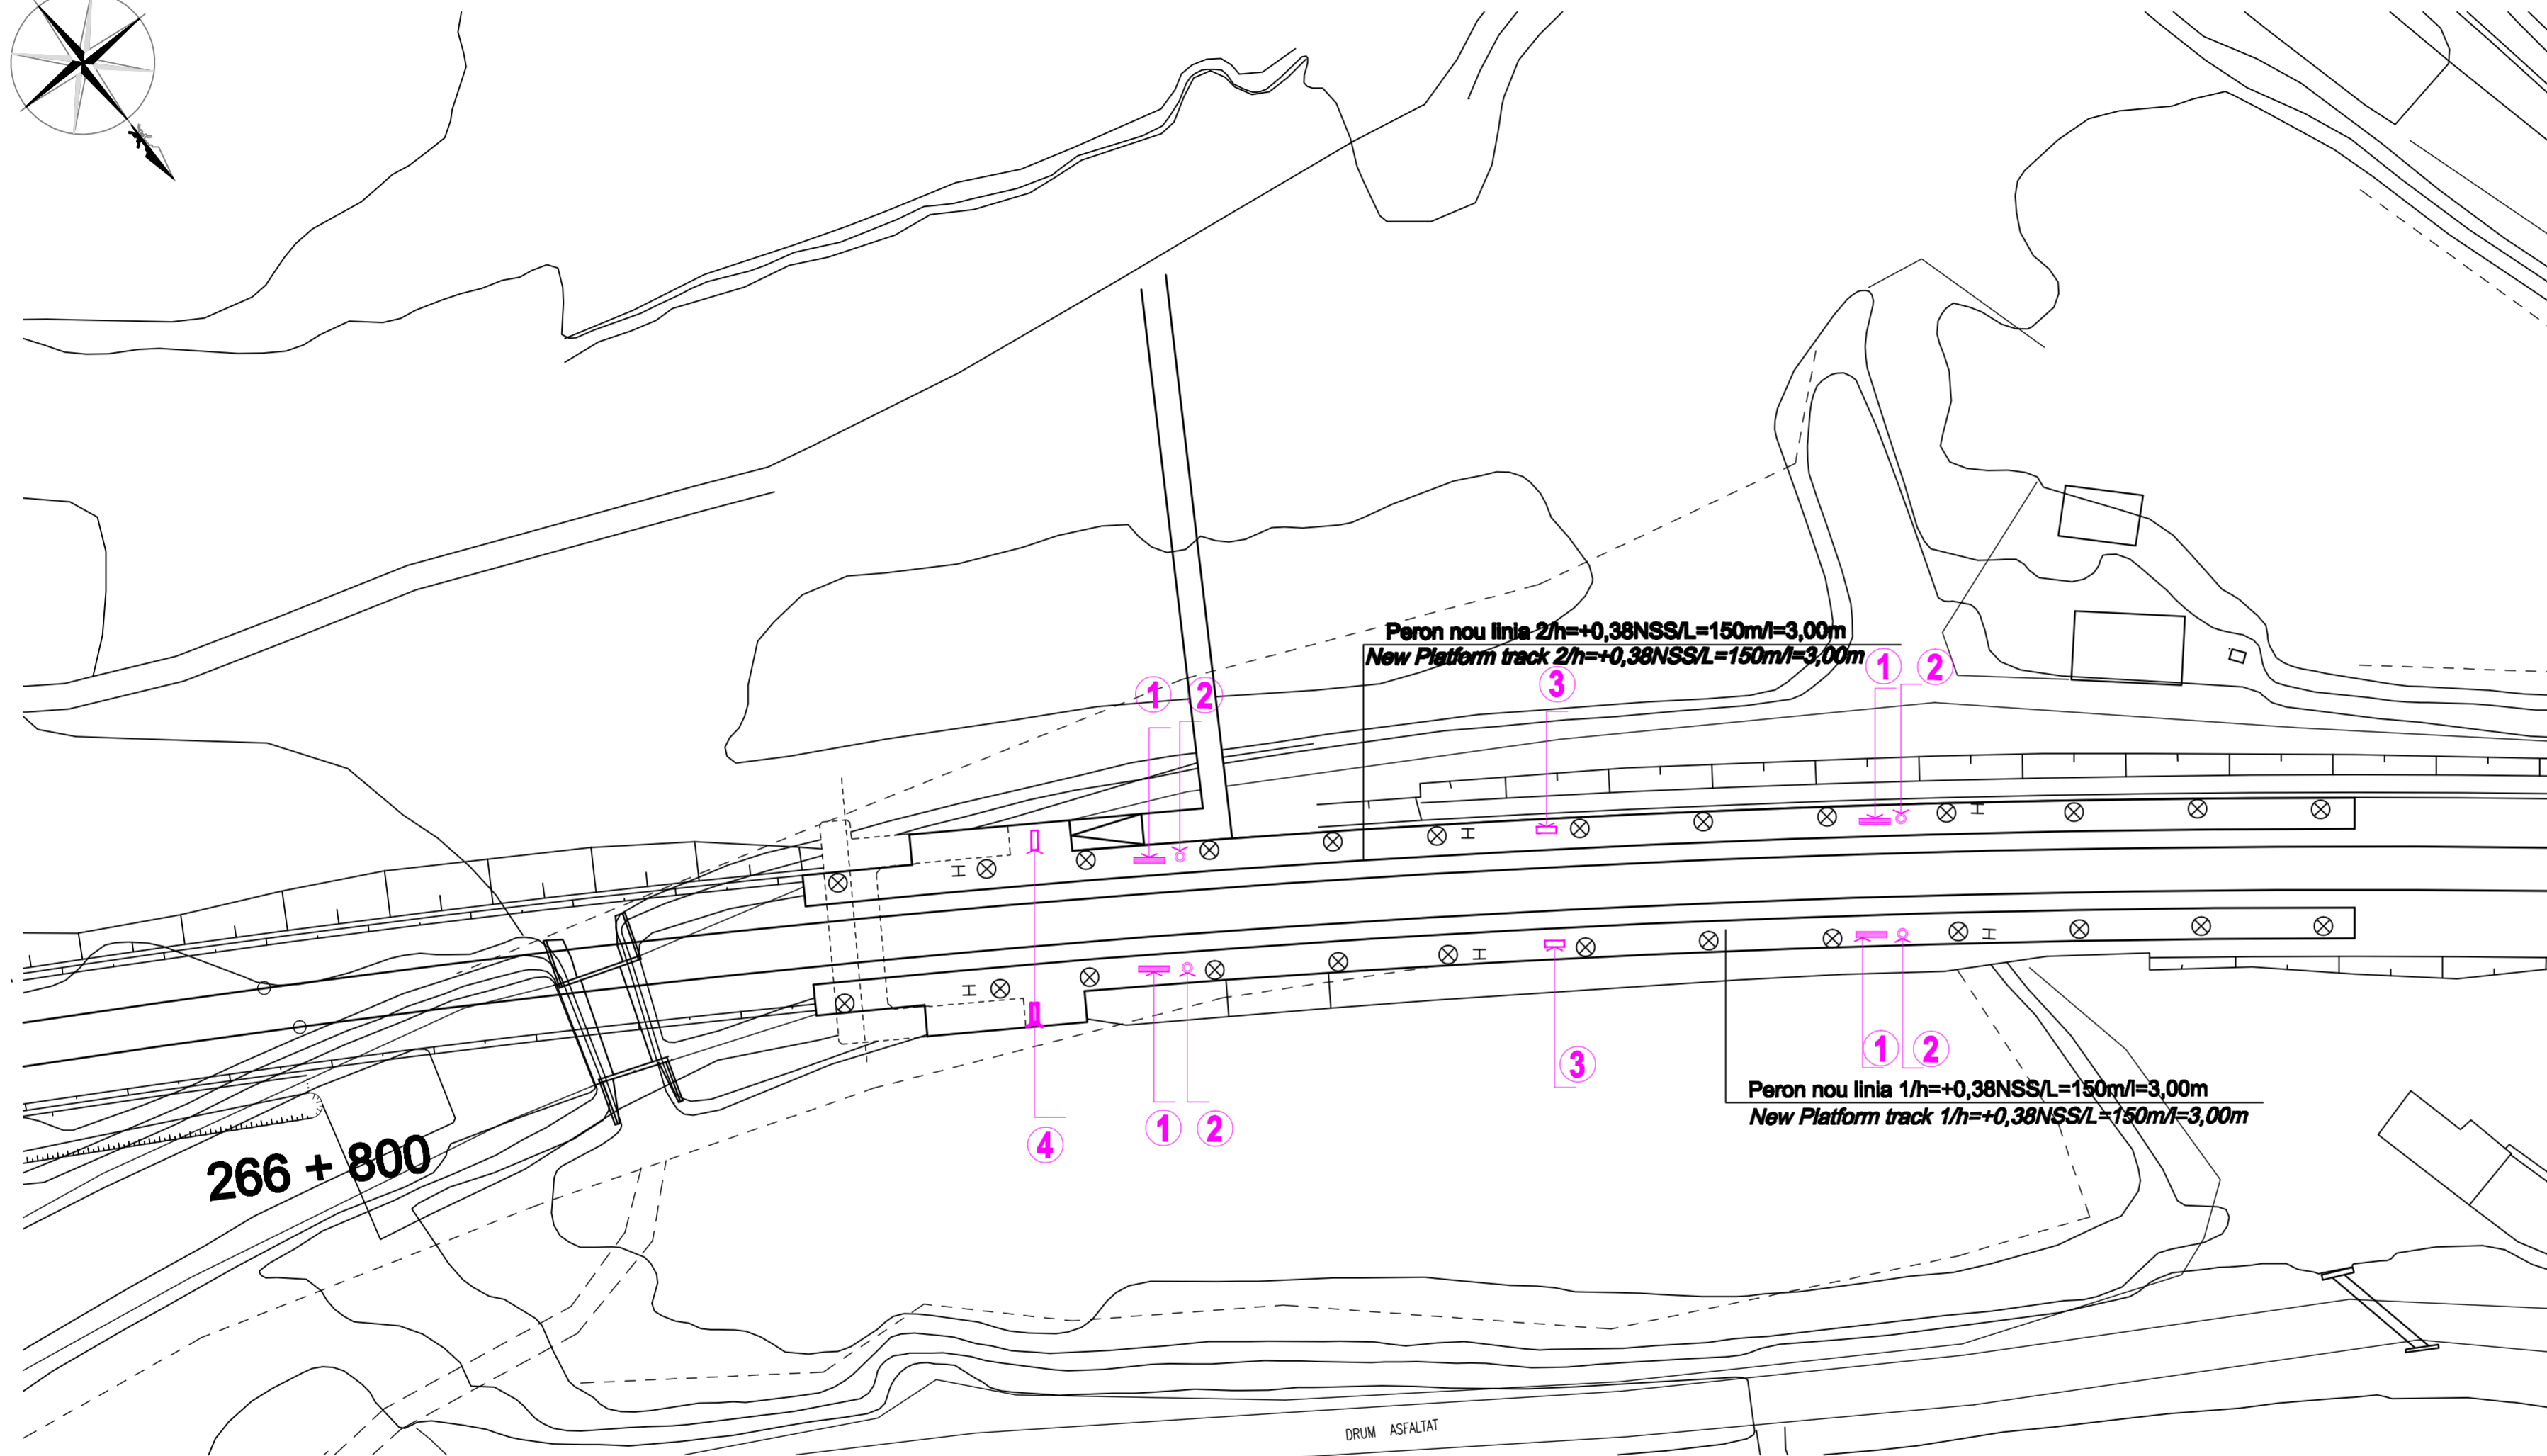 Peron nou linia 2/h=+0,38NSS/L=150m/l=3,00m
New Platform track 2/h=+0,38NSS/L=150m/l=3,00m
1 2
3
1 2
3
1 2
Peron nou linia 1/h=+0,38NSS/L=150m/l=3,00m
New Platform track 1/h=+0,38NSS/L=150m/l=3,00m
4
1 2
266 + 800
DRUM ASFALTAT